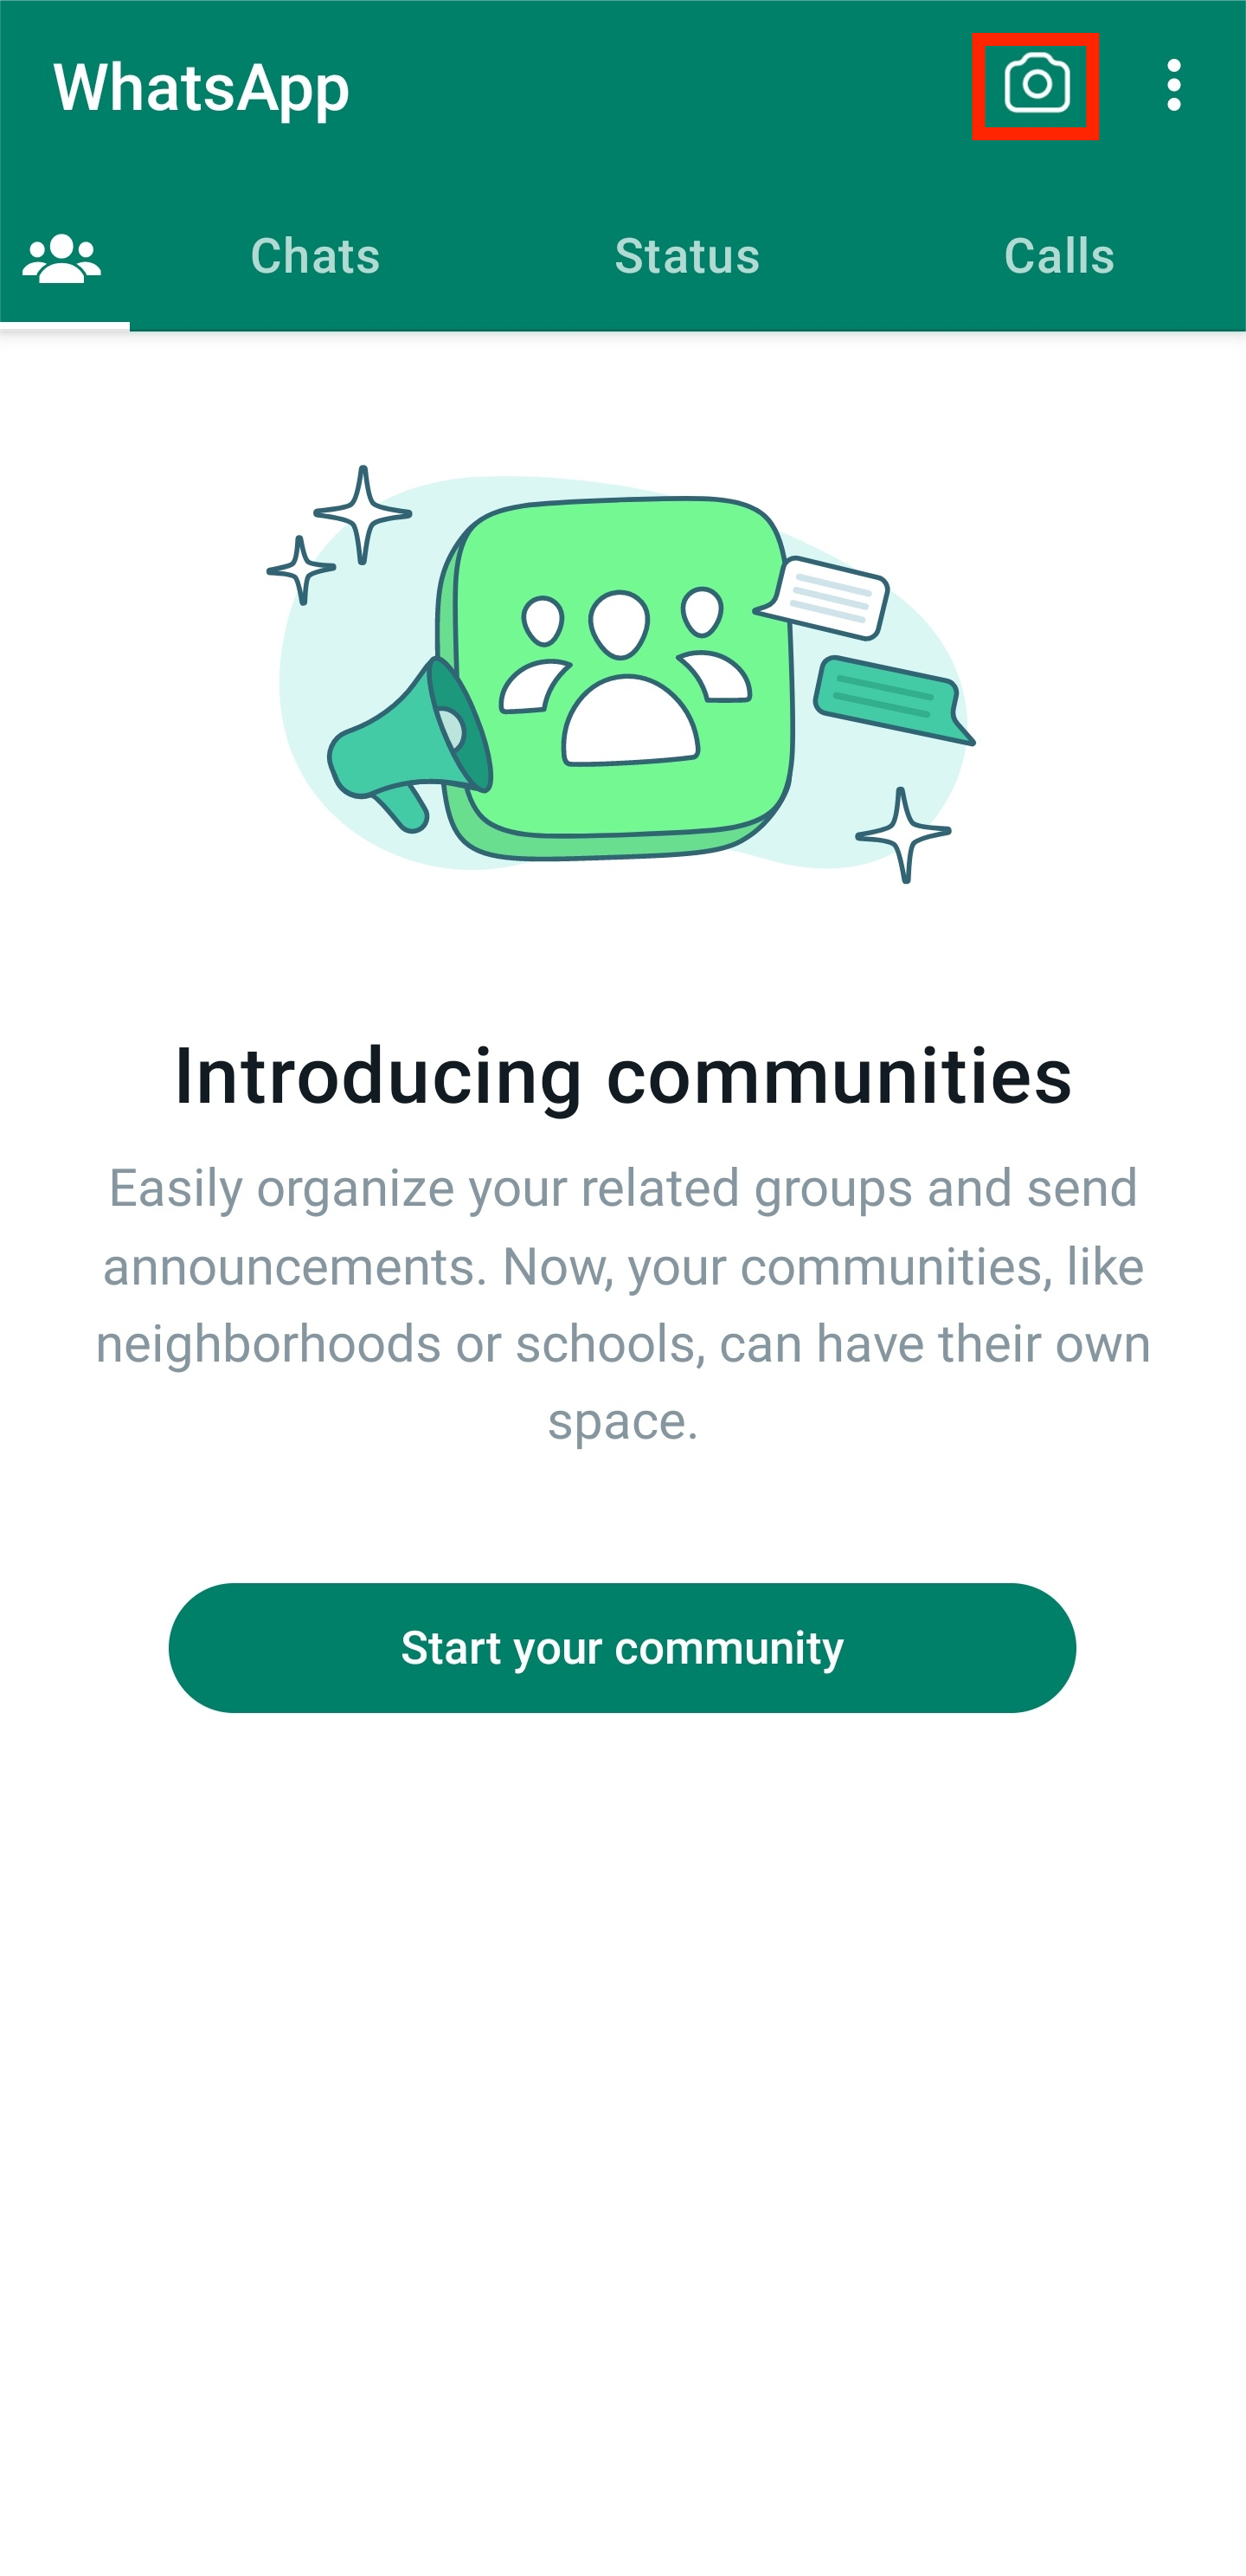 WhatsApp
Chats Status Calls
Introducing communities
Easily organize your related groups and send
announcements. Now, your communities, like
neighborhoods or schools, can have their own
space.
Start your community